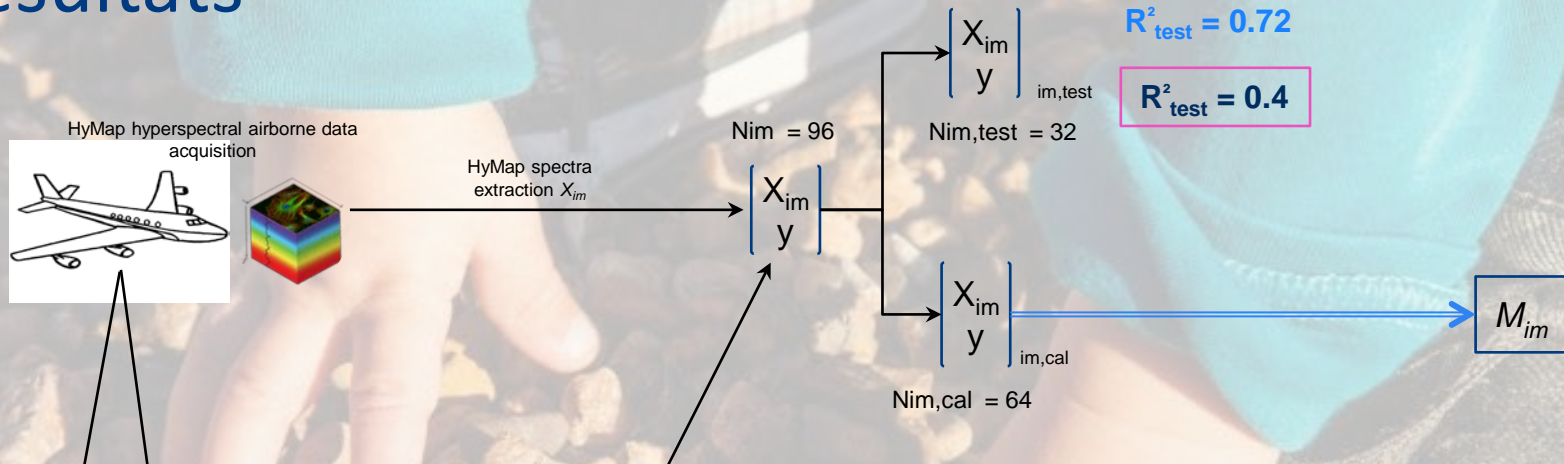 HyMap hyperspectral airborne data
acquisition
HyMap spectra
extraction Xim
Nim = 96
Xim
y
Xim
y
im,test
Nim,test = 32
R²test = 0.72
R²test = 0.4
Xim
y
im,cal
Nim,cal = 64
Mim